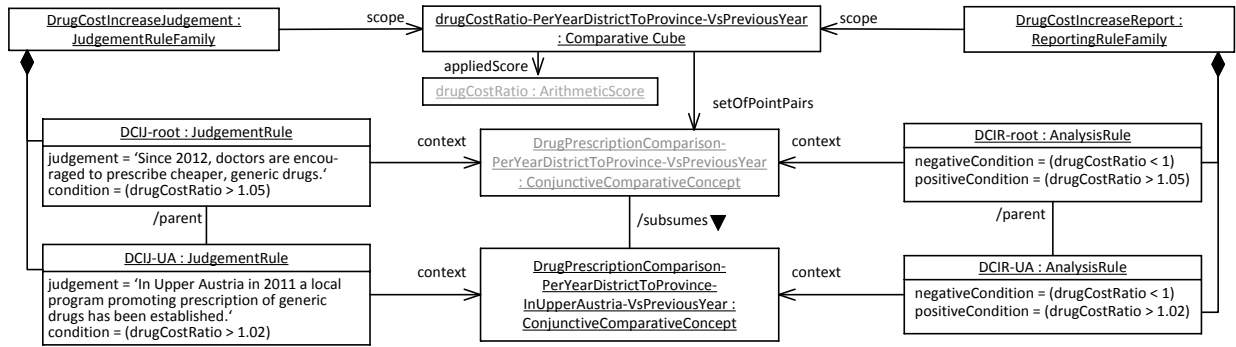 DrugCostIncreaseJudgement :
JudgementRuleFamily
scope
drugCostRatio-PerYearDistrictToProvince-VsPreviousYear
: Comparative Cube
scope
DrugCostIncreaseReport :
ReportingRuleFamily
appliedScore
drugCostRatio : ArithmeticScore
setOfPointPairs
DCIJ-root : JudgementRule
judgement = ‘Since 2012, doctors are encou-
raged to prescribe cheaper, generic drugs.‘
condition = (drugCostRatio > 1.05)
context
DrugPrescriptionComparison-
PerYearDistrictToProvince-VsPreviousYear
: ConjunctiveComparativeConcept
context
DCIR-root : AnalysisRule
negativeCondition = (drugCostRatio < 1)
positiveCondition = (drugCostRatio > 1.05)
/parent
/subsumes
/parent
DCIJ-UA : JudgementRule
judgement = ‘In Upper Austria in 2011 a local
program promoting prescription of generic
drugs has been established.‘
condition = (drugCostRatio > 1.02)
context
DrugPrescriptionComparison-
PerYearDistrictToProvince-
InUpperAustria-VsPreviousYear :
ConjunctiveComparativeConcept
context
DCIR-UA : AnalysisRule
negativeCondition = (drugCostRatio < 1)
positiveCondition = (drugCostRatio > 1.02)